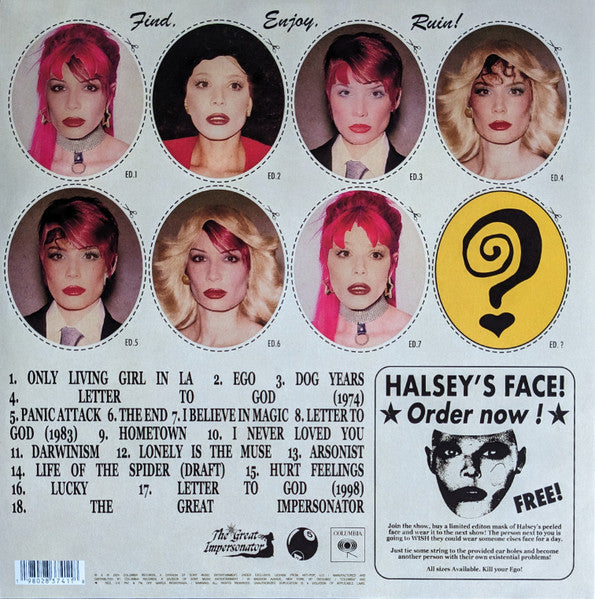 Find. Enjoy. Ruin!
ED.1 ED.2 ED.3 ED.4
ED.5 ED.6 ED.7 ED. ?
1. ONLY LIVING GIRL IN LA 2. EGO 3. DOG YEARS
4. LETTER TO GOD (1974)
5. PANIC ATTACK 6. THE END 7. I BELIEVE IN MAGIC 8. LETTER TO
GOD (1983) 9. HOMETOWN 10. I NEVER LOVED YOU
11. DARWINISM 12. LONELY IS THE MUSE 13. ARSONIST
14. LIFE OF THE SPIDER (DRAFT) 15. HURT FEELINGS
16. LUCKY 17. LETTER TO GOD (1998)
18. THE GREAT IMPERSONATOR
HALSEY'S FACE!
★ Order now! ★
FREE!
Join the show, buy a limited editon mask of Halsey's peeled
face and wear it to the next show! The person next to you is
going to WISH they could wear someone elses face for a day.
Just tie some string to the provided ear holes and become
another person with their own existential problems!
All sizes Available. Kill your Ego!
The Great
Impersonator
8
COLUMBIA